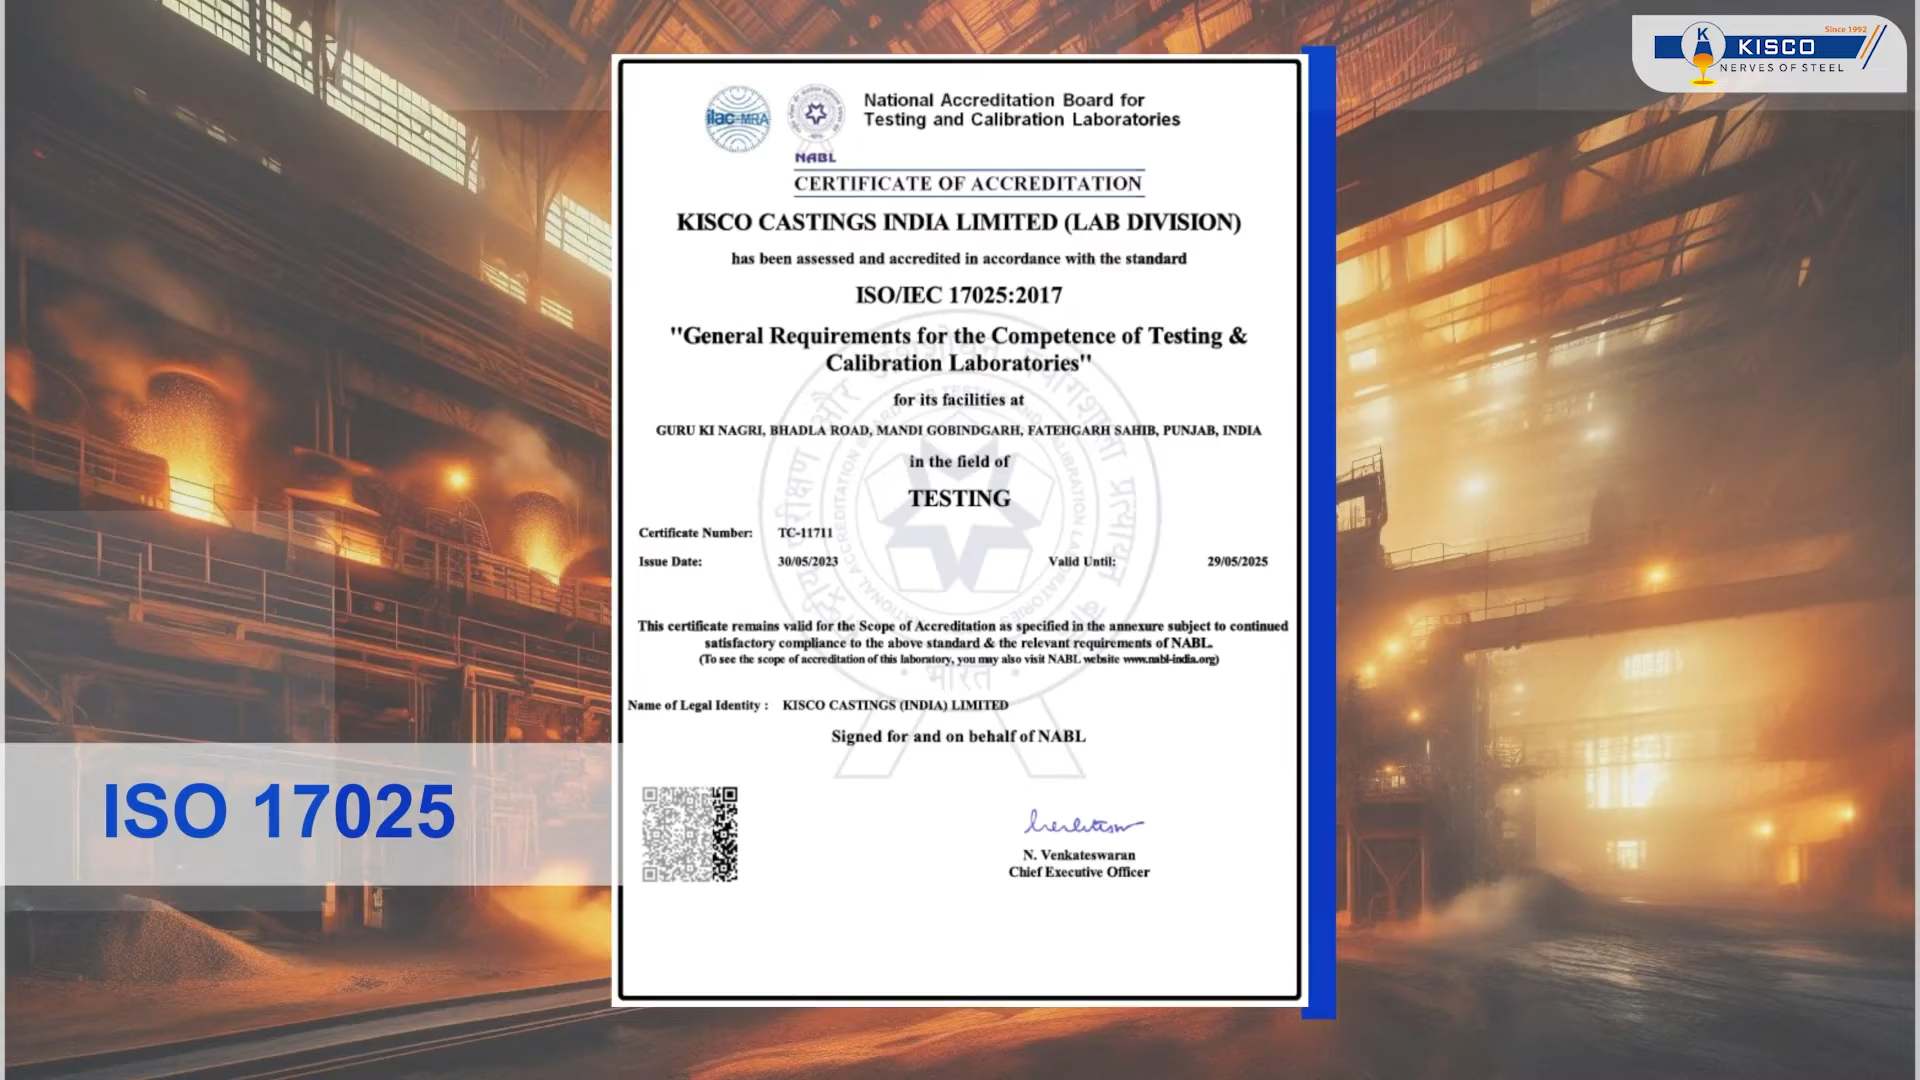 Since 1992
K
KISCO
NERVES OF STEEL
ilac-MRA
NABL
National Accreditation Board for
Testing and Calibration Laboratories
CERTIFICATE OF ACCREDITATION
KISCO CASTINGS INDIA LIMITED (LAB DIVISION)
has been assessed and accredited in accordance with the standard
ISO/IEC 17025:2017
"General Requirements for the Competence of Testing &
Calibration Laboratories"
for its facilities at
GURU KI NAGRI, BHADLA ROAD, MANDI GOBINDGARH, FATEHGARH SAHIB, PUNJAB, INDIA
in the field of
TESTING
Certificate Number: TC-11711
Issue Date: 30/05/2023 Valid Until: 29/05/2025
This certificate remains valid for the Scope of Accreditation as specified in the annexure subject to continued
satisfactory compliance to the above standard & the relevant requirements of NABL.
(To see the scope of accreditation of this laboratory, you may also visit NABL website www.nabl-india.org)
भारत
Name of Legal Identity : KISCO CASTINGS (INDIA) LIMITED
Signed for and on behalf of NABL
ISO 17025
N. Venkateswaran
Chief Executive Officer